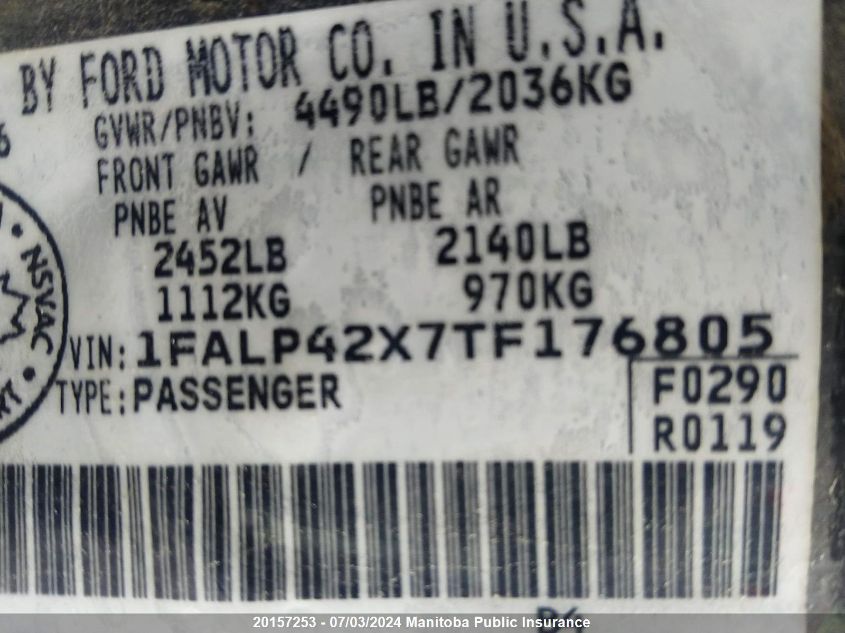 BY FORD MOTOR CO. IN U.S.A.
GVWR/PNBV: 4490LB/2036KG
FRONT GAWR / REAR GAWR
PNBE AV PNBE AR
2452LB 2140LB
1112KG 970KG
NSVAC
VIN: 1FALP42X7TF176805
TYPE: PASSENGER
F0290
R0119
20157253 - 07/03/2024 Manitoba Public Insurance